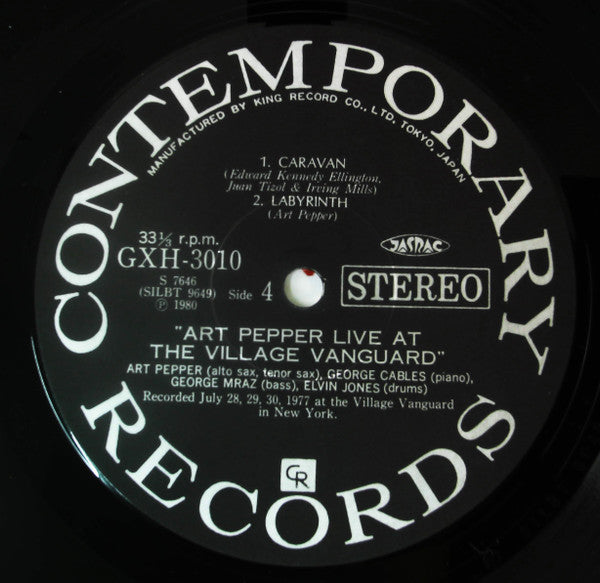 CONTEMPORARY
MANUFACTURED BY KING RECORD CO., LTD, TOKYO, JAPAN
1. CARAVAN
(Edward Kennedy Ellington,
Juan Tizol & Irving Mills)
2. LABYRINTH
(Art Pepper)
33⅓ r.p.m.
GXH-3010
S 7646
(SILBT 9649) Side 4
℗ 1980
JASRAC
STEREO
"ART PEPPER LIVE AT
THE VILLAGE VANGUARD"
ART PEPPER (alto sax, tenor sax), GEORGE CABLES (piano),
GEORGE MRAZ (bass), ELVIN JONES (drums)
Recorded July 28, 29, 30, 1977 at the Village Vanguard
in New York.
CR
RECORDS